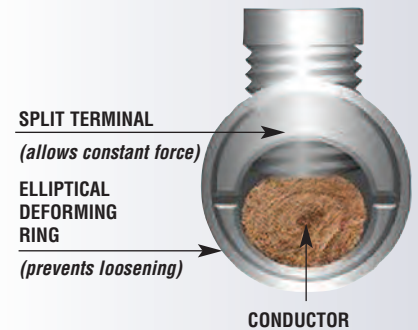 SPLIT TERMINAL
(allows constant force)
ELLIPTICAL
DEFORMING
RING
(prevents loosening)
CONDUCTOR